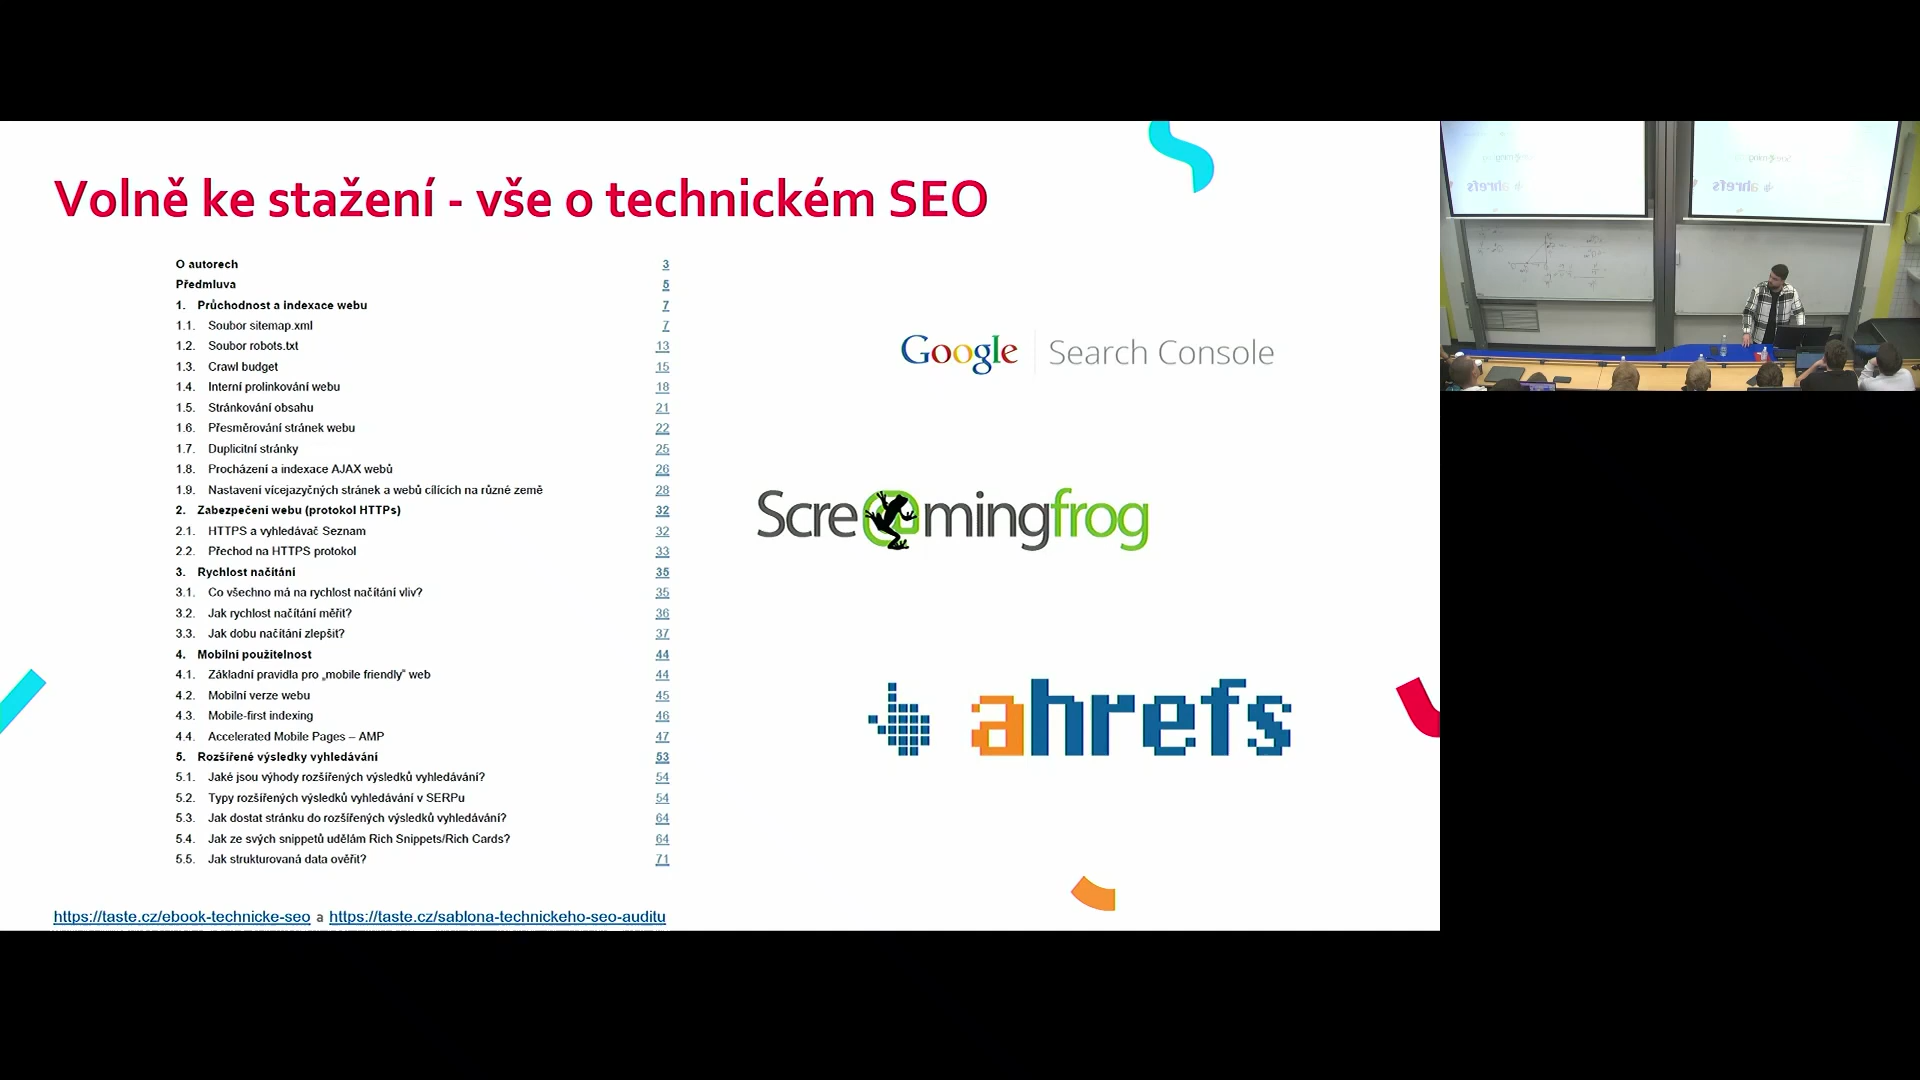 Volně ke stažení - vše o technickém SEO
O autorech 3
Předmluva 5
1. Průchodnost a indexace webu 7
1.1. Soubor sitemap.xml 7
1.2. Soubor robots.txt 13
1.3. Crawl budget 15
1.4. Interní prolinkování webu 18
1.5. Stránkování obsahu 21
1.6. Přesměrování stránek webu 22
1.7. Duplicitní stránky 25
1.8. Procházení a indexace AJAX webů 26
1.9. Nastavení vícejazyčných stránek a webů cílících na různé země 28
2. Zabezpečení webu (protokol HTTPs) 32
2.1. HTTPS a vyhledávač Seznam 32
2.2. Přechod na HTTPS protokol 33
3. Rychlost načítání 35
3.1. Co všechno má na rychlost načítání vliv? 35
3.2. Jak rychlost načítání měřit? 36
3.3. Jak dobu načítání zlepšit? 37
4. Mobilní použitelnost 44
4.1. Základní pravidla pro „mobile friendly“ web 44
4.2. Mobilní verze webu 45
4.3. Mobile-first indexing 46
4.4. Accelerated Mobile Pages – AMP 47
5. Rozšířené výsledky vyhledávání 53
5.1. Jaké jsou výhody rozšířených výsledků vyhledávání? 54
5.2. Typy rozšířených výsledků vyhledávání v SERPu 54
5.3. Jak dostat stránku do rozšířených výsledků vyhledávání? 64
5.4. Jak ze svých snippetů udělám Rich Snippets/Rich Cards? 64
5.5. Jak strukturovaná data ověřit? 71
https://taste.cz/ebook-technicke-seo a https://taste.cz/sablona-technickeho-seo-auditu
Google Search Console
Screamingfrog
ahrefs
ahrefs
ahrefs